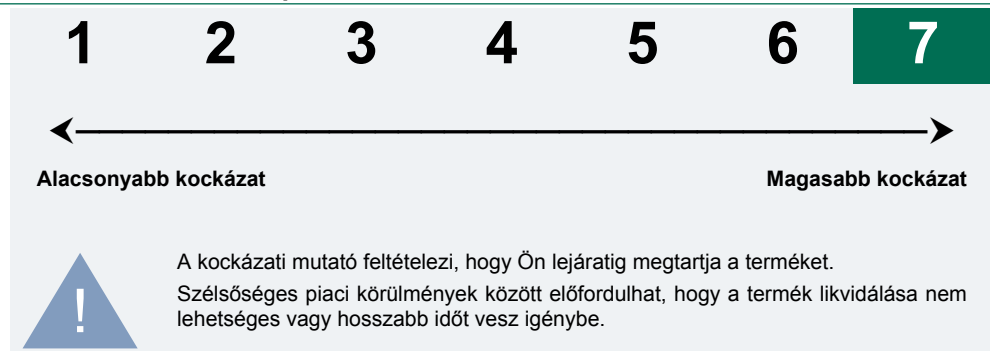 1 2 3 4 5 6 7
Alacsonyabb kockázat Magasabb kockázat
A kockázati mutató feltételezi, hogy Ön lejáratig megtartja a terméket.
Szélsőséges piaci körülmények között előfordulhat, hogy a termék likvidálása nem
lehetséges vagy hosszabb időt vesz igénybe.
!